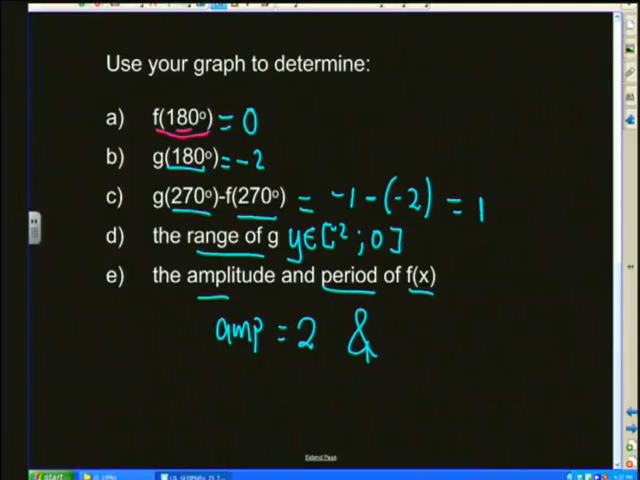 Use your graph to determine:
a) f(180°) = 0
b) g(180°) = -2
c) g(270°)-f(270°) = -1 - (-2) = 1
d) the range of g y∈[-2 ; 0]
e) the amplitude and period of f(x)
amp = 2 &
Extend Page
start